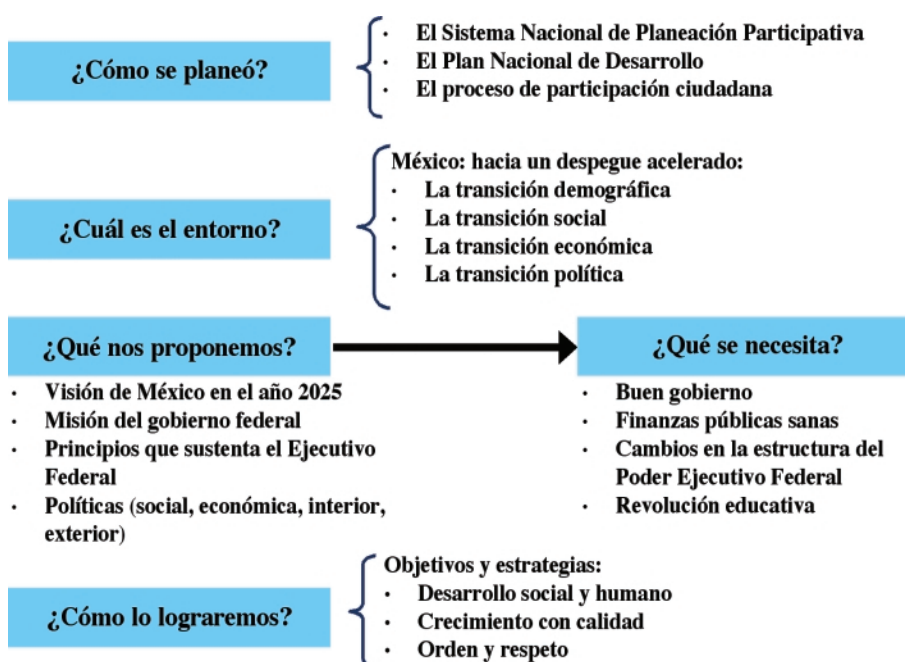 ¿Cómo se planeó?
· El Sistema Nacional de Planeación Participativa
· El Plan Nacional de Desarrollo
· El proceso de participación ciudadana
¿Cuál es el entorno?
México: hacia un despegue acelerado:
· La transición demográfica
· La transición social
· La transición económica
· La transición política
¿Qué nos proponemos?
· Visión de México en el año 2025
· Misión del gobierno federal
· Principios que sustenta el Ejecutivo
Federal
· Políticas (social, económica, interior,
exterior)
¿Qué se necesita?
· Buen gobierno
· Finanzas públicas sanas
· Cambios en la estructura del
Poder Ejecutivo Federal
· Revolución educativa
¿Cómo lo lograremos?
Objetivos y estrategias:
· Desarrollo social y humano
· Crecimiento con calidad
· Orden y respeto